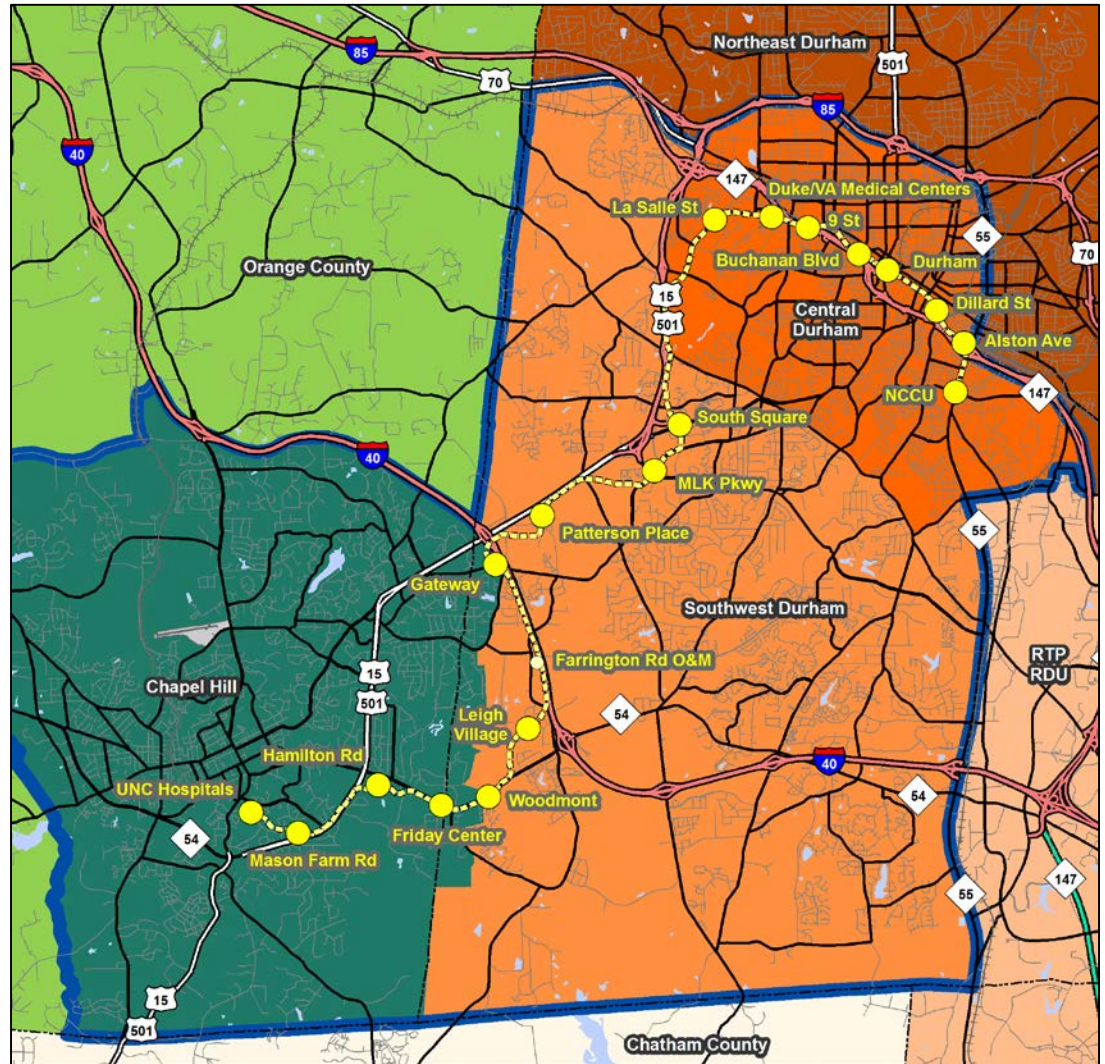 Northeast Durham
85
501
70
85
40
147
Duke/VA Medical Centers
La Salle St
9 St
55
Buchanan Blvd
Durham
70
Orange County
15
501
Dillard St
Central
Durham
Alston Ave
NCCU
147
South Square
40
MLK Pkwy
Patterson Place
55
Gateway
Southwest Durham
Farrington Rd O&M
RTP
RDU
15
501
Chapel Hill
54
Leigh
Village
Hamilton Rd
40
UNC Hospitals
Woodmont
54
54
Friday Center
Mason Farm Rd
147
55
15
501
Chatham County